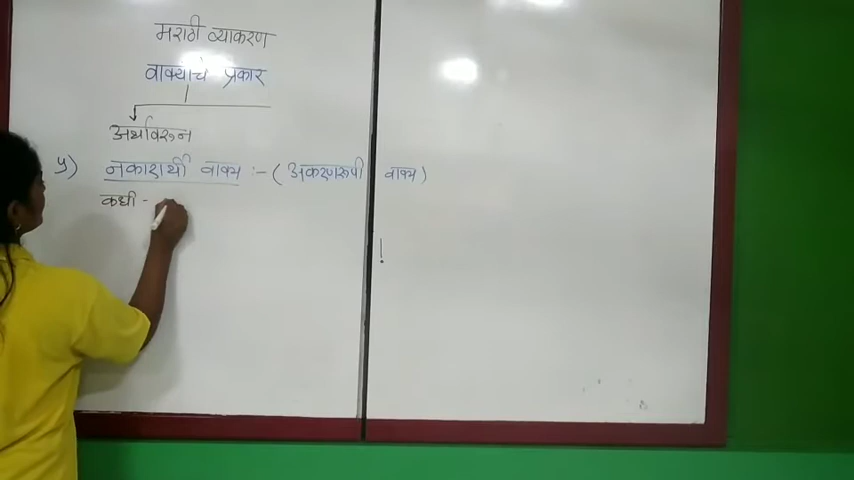 मराठी व्याकरण
वाक्याचे प्रकार
अर्थावरून
५) नकारार्थी वाक्य :- ( अकरणरूपी वाक्य )
कधी -
!